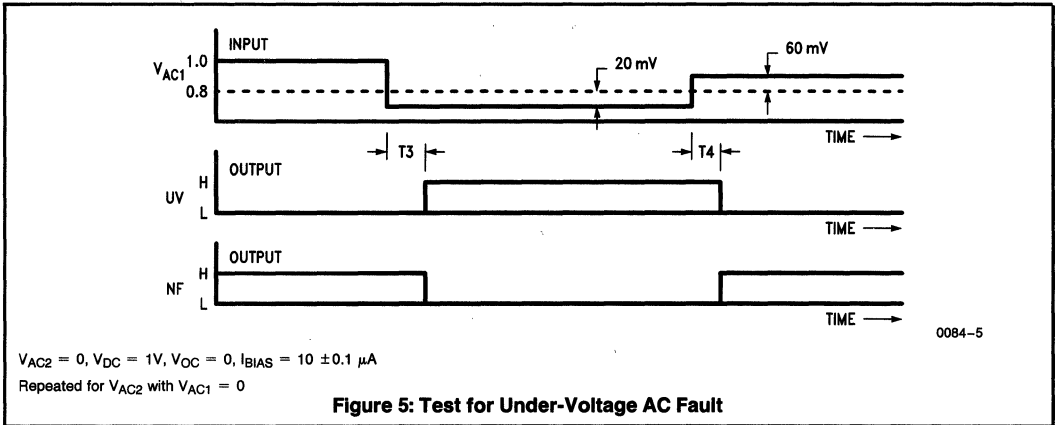 INPUT
VAC1
1.0
0.8
20 mV
60 mV
TIME
T3
T4
OUTPUT
UV
H
L
TIME
OUTPUT
NF
H
L
TIME
0084-5
VAC2 = 0, VDC = 1V, VOC = 0, IBIAS = 10 ±0.1 μA
Repeated for VAC2 with VAC1 = 0
Figure 5: Test for Under-Voltage AC Fault